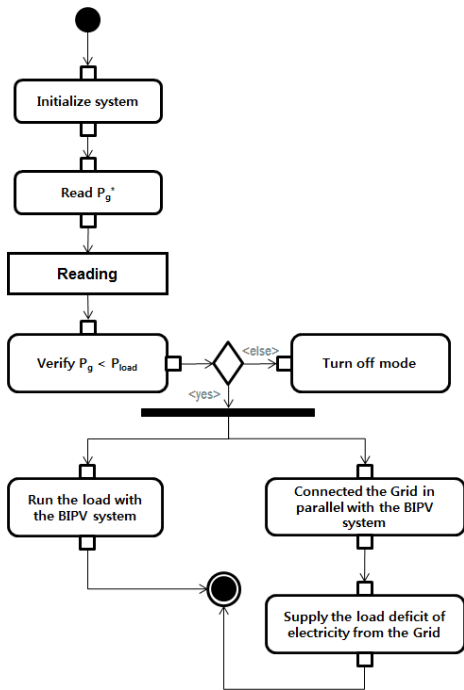 Initialize system
Read Pg*
Reading
Verify Pg < Pload
<else>
Turn off mode
<yes>
Run the load with
the BIPV system
Connected the Grid in
parallel with the BIPV
system
Supply the load deficit of
electricity from the Grid